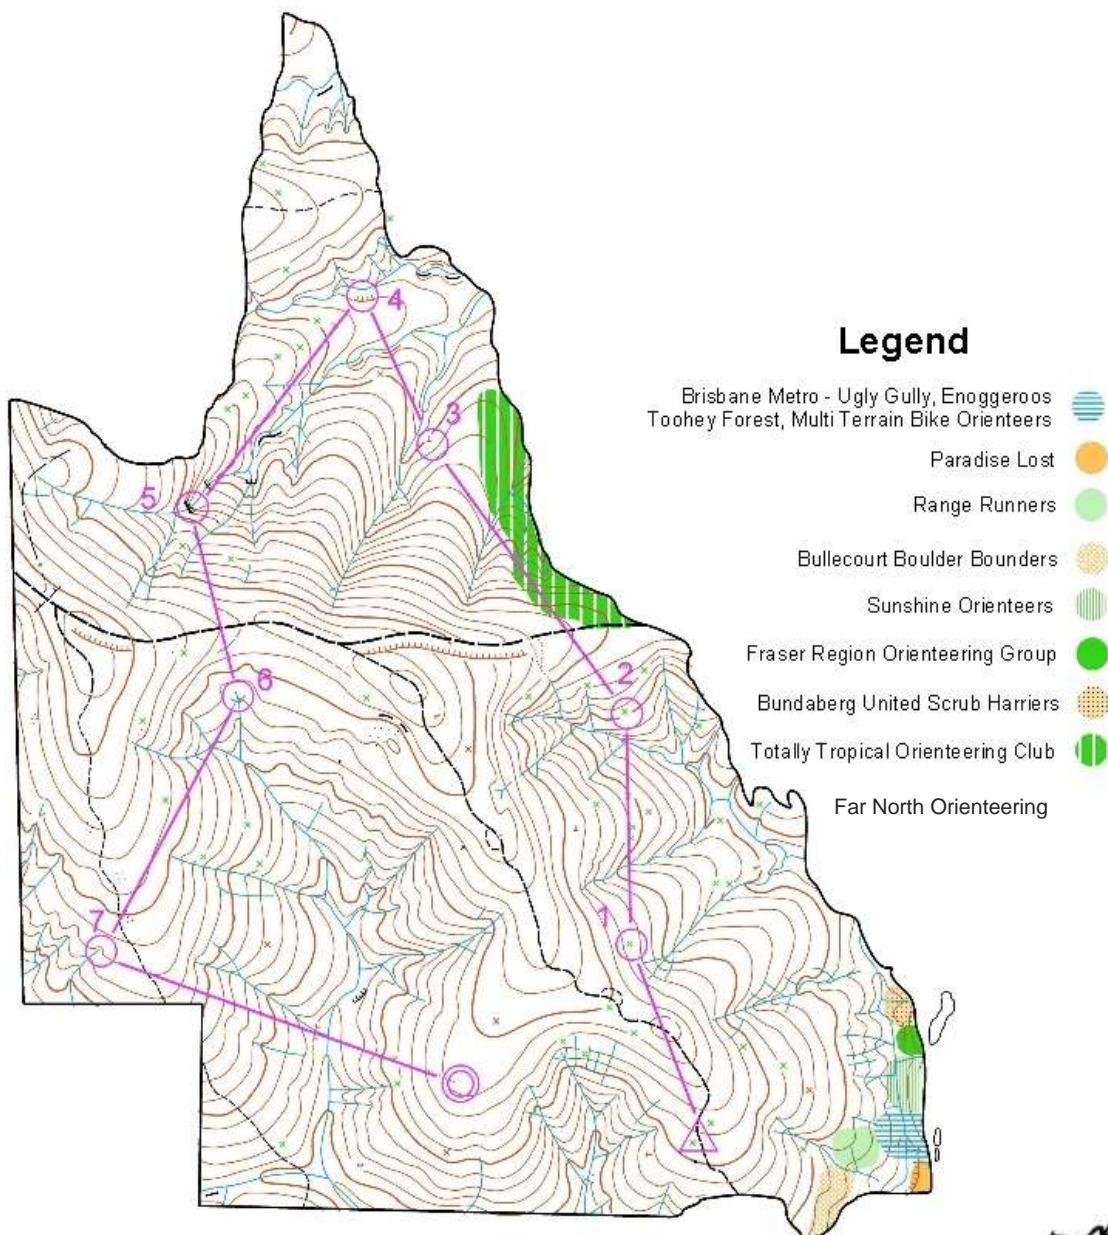 4
3
5
2
6
1
7
Legend
Brisbane Metro - Ugly Gully, Enoggeroos
Toohey Forest, Multi Terrain Bike Orienteers
Paradise Lost
Range Runners
Bullecourt Boulder Bounders
Sunshine Orienteers
Fraser Region Orienteering Group
Bundaberg United Scrub Harriers
Totally Tropical Orienteering Club
Far North Orienteering